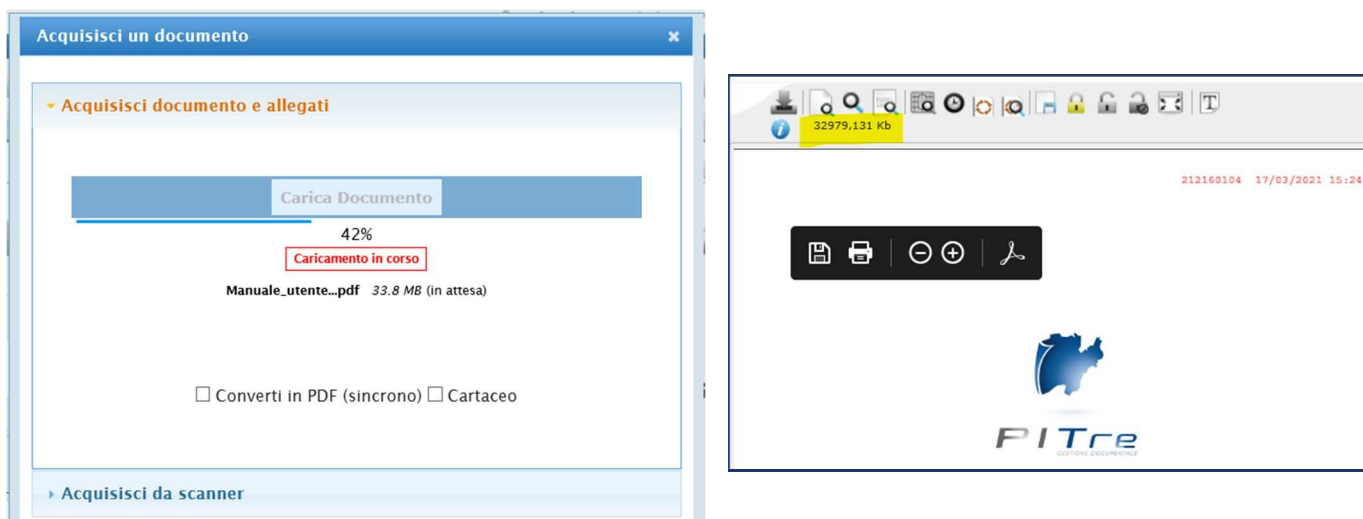 Acquisisci un documento
Acquisisci documento e allegati
Carica Documento
42%
Caricamento in corso
Manuale_utente...pdf 33.8 MB (in attesa)
Converti in PDF (sincrono) Cartaceo
Acquisisci da scanner
32979,131 Kb
212160104 17/03/2021 15:24
PITre
GESTIONE DOCUMENTALE